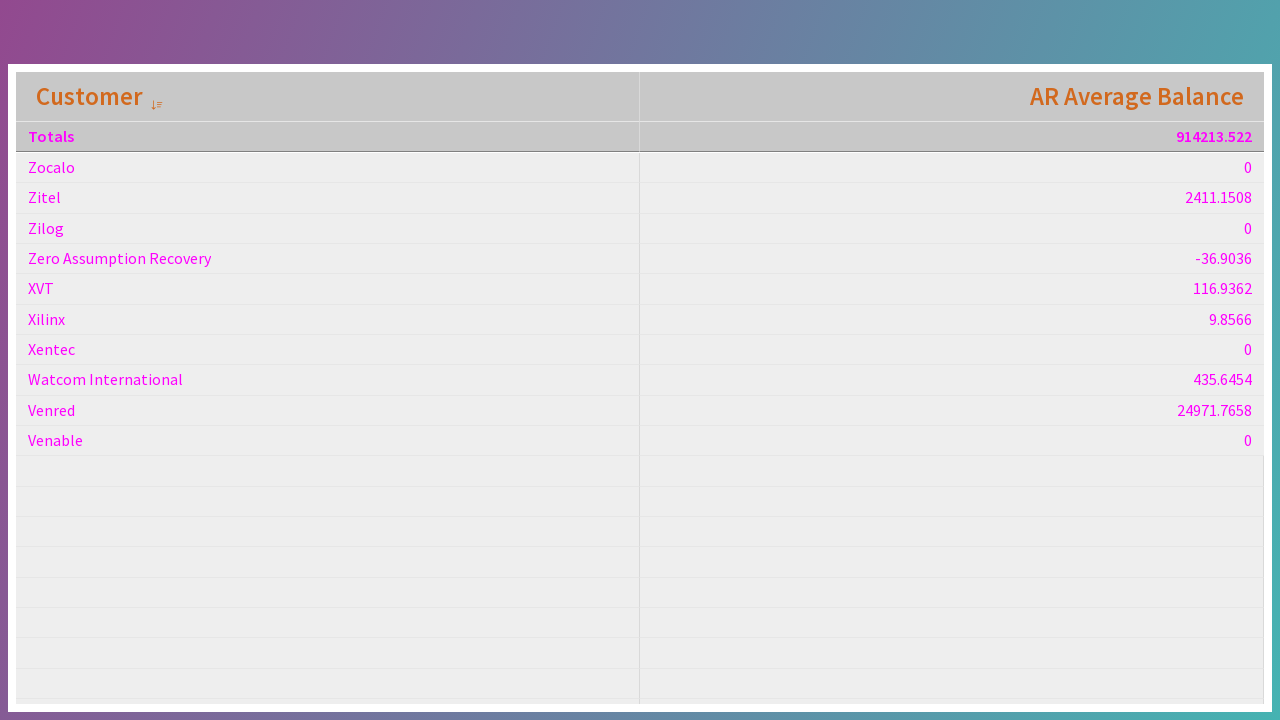 Customer AR Average Balance
Totals 914213.522
Zocalo 0
Zitel 2411.1508
Zilog 0
Zero Assumption Recovery -36.9036
XVT 116.9362
Xilinx 9.8566
Xentec 0
Watcom International 435.6454
Venred 24971.7658
Venable 0